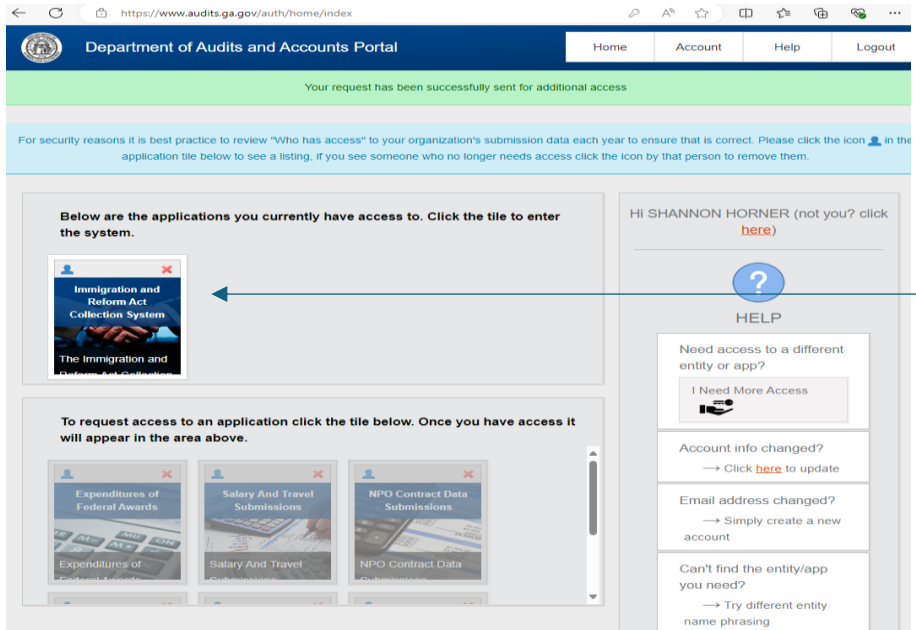 https://www.audits.ga.gov/auth/home/index
Department of Audits and Accounts Portal
Home
Account
Help
Logout
Your request has been successfully sent for additional access
For security reasons it is best practice to review "Who has access" to your organization's submission data each year to ensure that is correct. Please click the icon in the
application tile below to see a listing, if you see someone who no longer needs access click the icon by that person to remove them.
Below are the applications you currently have access to. Click the tile to enter
the system.
Immigration and
Reform Act
Collection System
The Immigration and
Reform Act Collection
To request access to an application click the tile below. Once you have access it
will appear in the area above.
Expenditures of
Federal Awards
Expenditures of
Federal Awards
Salary And Travel
Submissions
Salary And Travel
Submissions
NPO Contract Data
Submissions
NPO Contract Data
Submissions
Hi SHANNON HORNER (not you? click
here)
?
HELP
Need access to a different
entity or app?
I Need More Access
Account info changed?
→ Click here to update
Email address changed?
→ Simply create a new
account
Can't find the entity/app
you need?
→ Try different entity
name phrasing